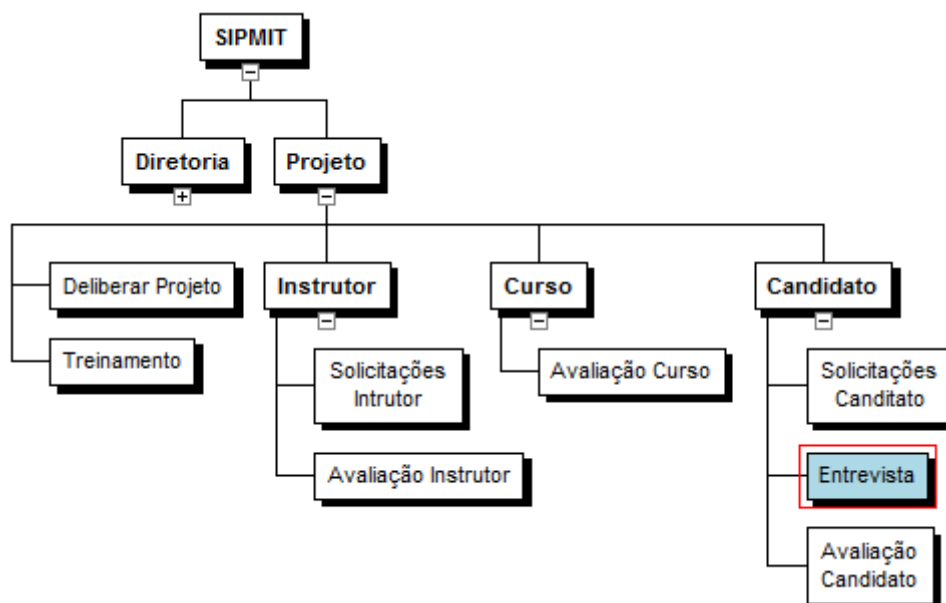 SIPMIT
Diretoria
Projeto
Deliberar Projeto
Treinamento
Instrutor
Solicitações
Intrutor
Avaliação Instrutor
Curso
Avaliação Curso
Candidato
Solicitações
Canditato
Entrevista
Avaliação
Candidato